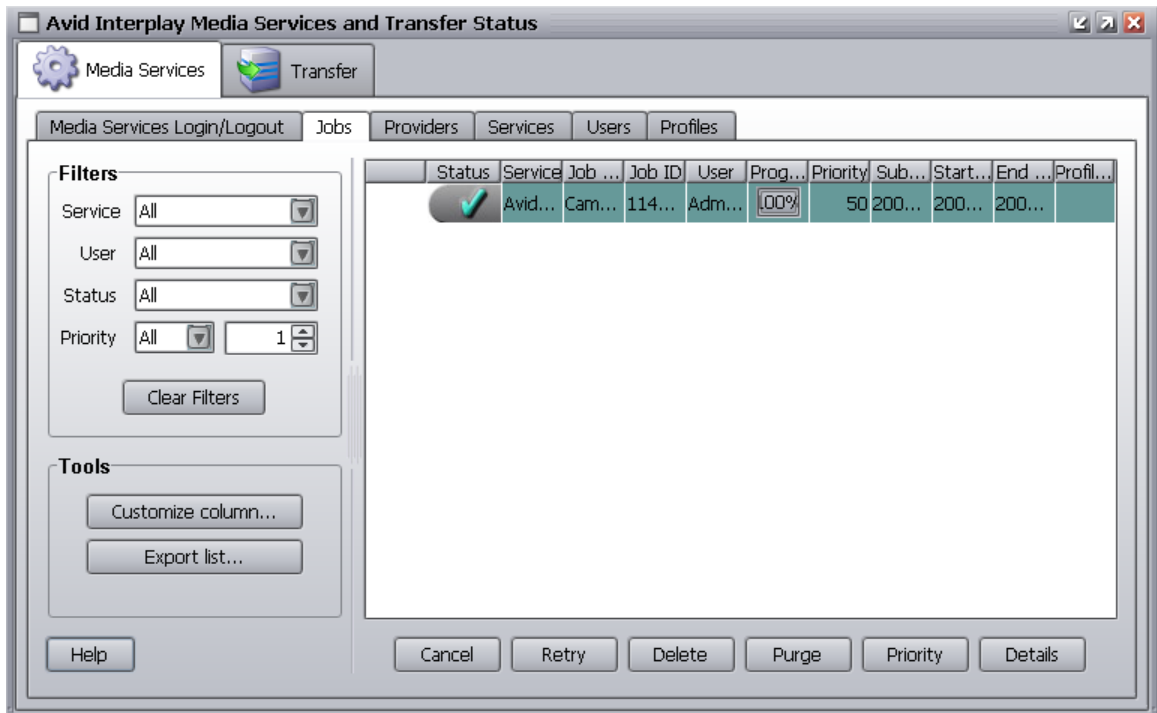 Avid Interplay Media Services and Transfer Status
Media Services Transfer
Media Services Login/Logout Jobs Providers Services Users Profiles
Filters
Service All
User All
Status All
Priority All 1
Clear Filters
Tools
Customize column...
Export list...
Help
Status Service Job ... Job ID User Prog... Priority Sub... Start... End ... Profil...
Avid... Cam... 114... Adm... .00% 50 200... 200... 200...
Cancel Retry Delete Purge Priority Details